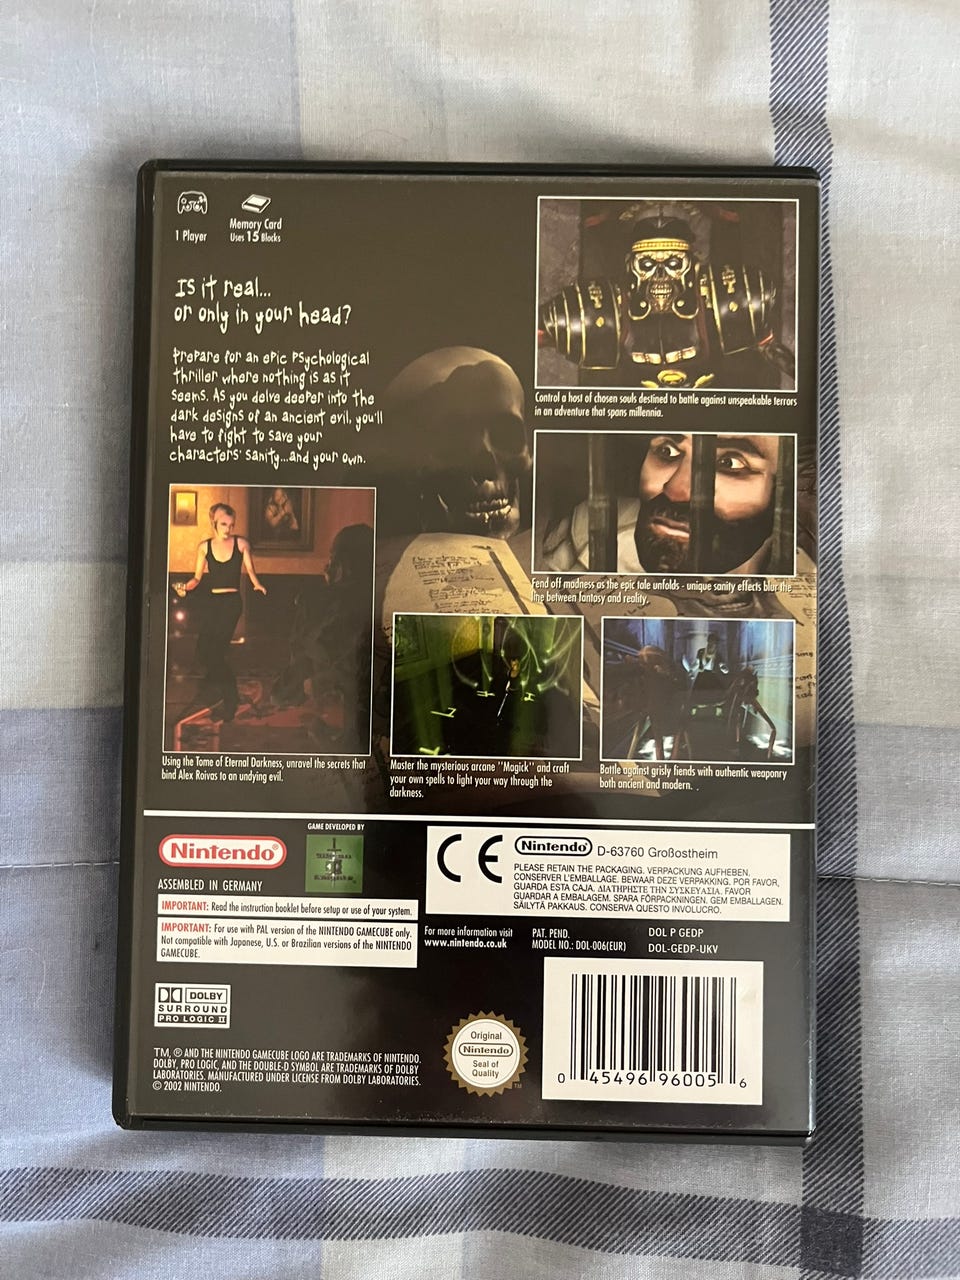 1 Player
Memory Card
Uses 15 Blocks
Is it real...
or only in your head?
Prepare for an epic psychological
thriller where nothing is as it
seems. As you delve deeper into the
dark designs of an ancient evil, you'll
have to fight to save your
characters' sanity...and your own.
Control a host of chosen souls destined to battle against unspeakable terrors
in an adventure that spans millennia.
Fend off madness as the epic tale unfolds - unique sanity effects blur the
line between fantasy and reality.
Using the Tome of Eternal Darkness, unravel the secrets that
bind Alex Roivas to an undying evil.
Master the mysterious arcane "Magick" and craft
your own spells to light your way through the
darkness.
Battle against grisly fiends with authentic weaponry
both ancient and modern. .
Nintendo®
GAME DEVELOPED BY
ASSEMBLED IN GERMANY
IMPORTANT: Read the instruction booklet before setup or use of your system.
IMPORTANT: For use with PAL version of the NINTENDO GAMECUBE only.
Not compatible with Japanese, U.S. or Brazilian versions of the NINTENDO
GAMECUBE.
CE
Nintendo® D-63760 Großostheim
PLEASE RETAIN THE PACKAGING. VERPACKUNG AUFHEBEN.
CONSERVER L'EMBALLAGE. BEWAAR DEZE VERPAKKING. POR FAVOR,
GUARDA ESTA CAJA. ΔΙΑΤΗΡΗΣΤΕ ΤΗΝ ΣΥΣΚΕΥΑΣΙΑ. FAVOR
GUARDAR A EMBALAGEM. SPARA FÖRPACKNINGEN. GEM EMBALLAGEN.
SÄILYTÄ PAKKAUS. CONSERVA QUESTO INVOLUCRO.
For more information visit
www.nintendo.co.uk
PAT. PEND.
MODEL NO.: DOL-006(EUR)
DOL P GEDP
DOL-GEDP-UKV
DOLBY
SURROUND
PRO LOGIC II
TM, ® AND THE NINTENDO GAMECUBE LOGO ARE TRADEMARKS OF NINTENDO.
DOLBY, PRO LOGIC, AND THE DOUBLE-D SYMBOL ARE TRADEMARKS OF DOLBY
LABORATORIES. MANUFACTURED UNDER LICENSE FROM DOLBY LABORATORIES.
© 2002 NINTENDO.
Original
Nintendo
Seal of
Quality
TM
0 45496 96005 6